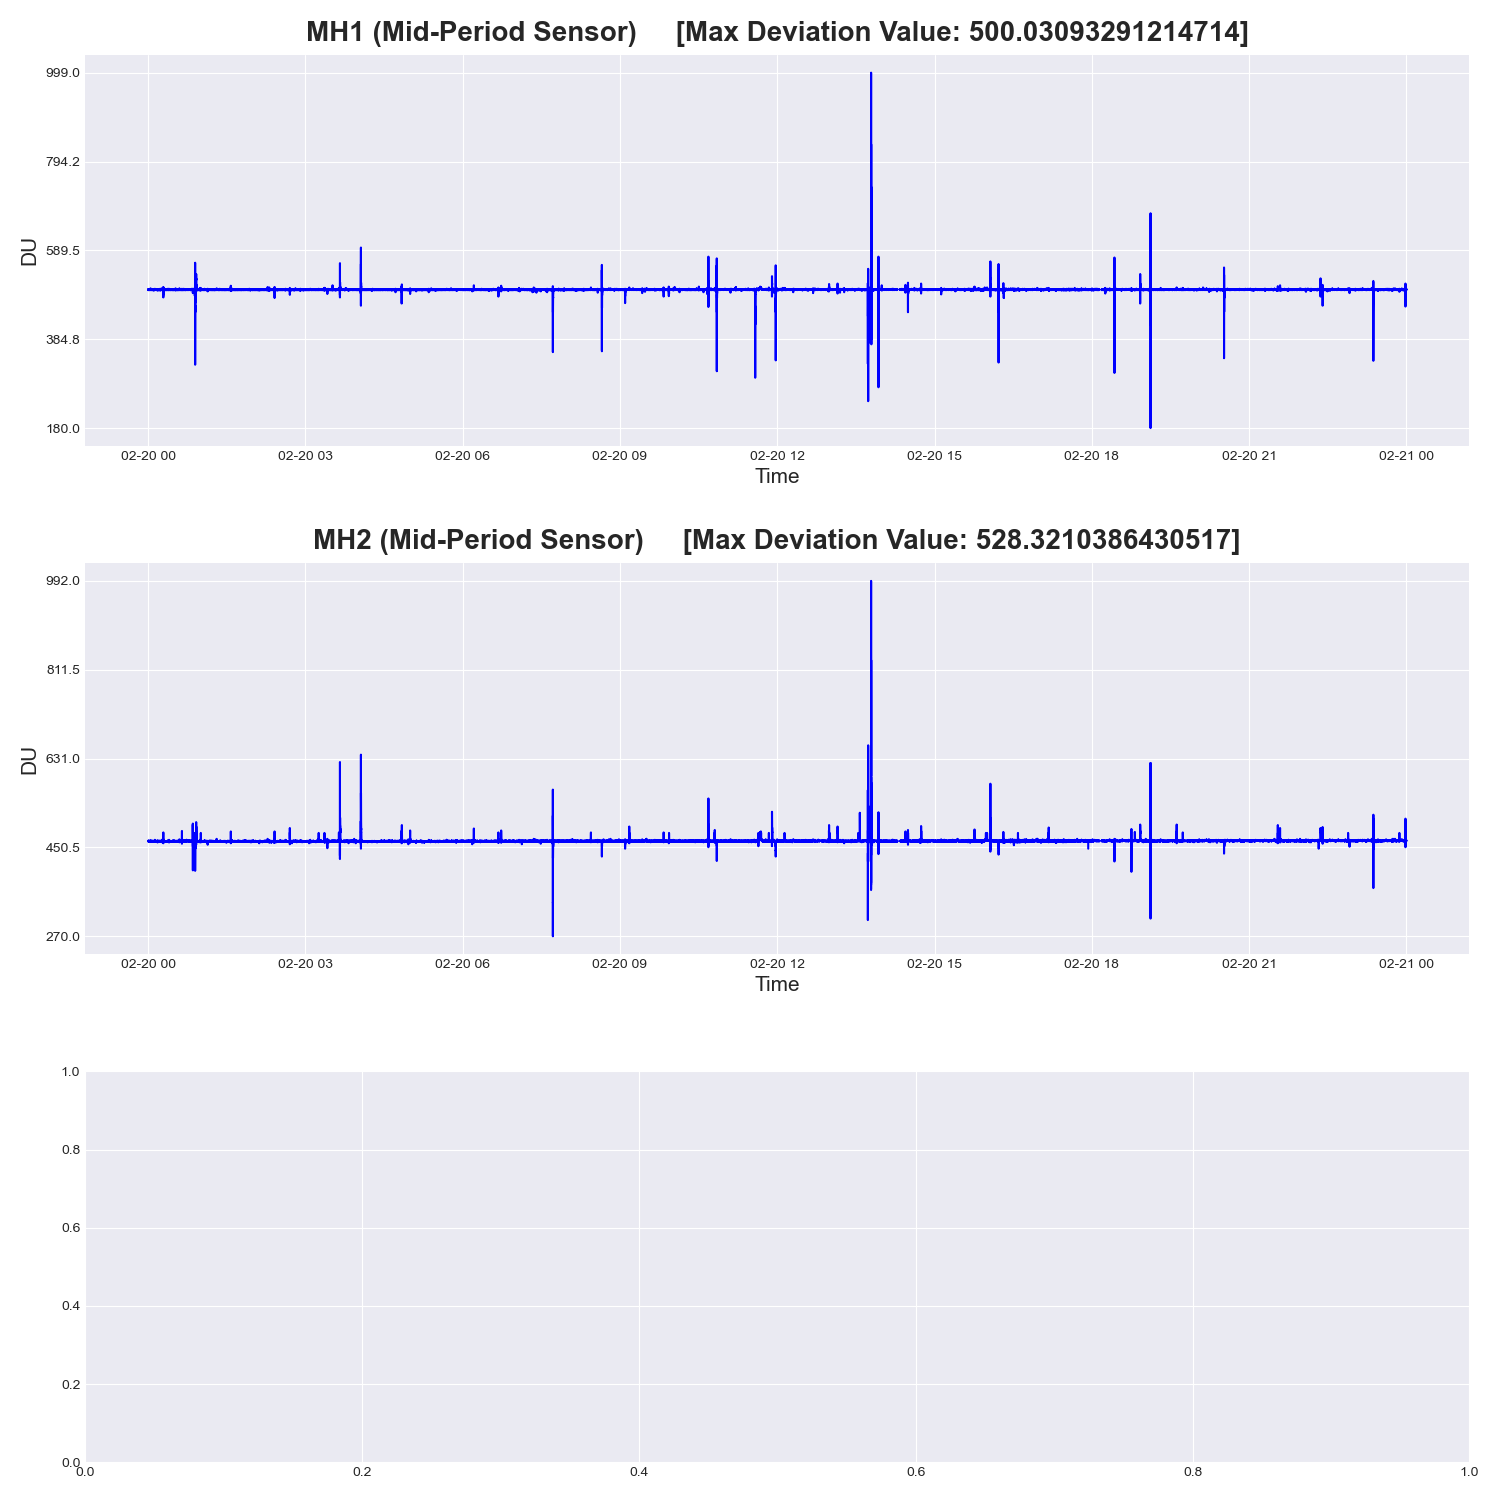 MH1 (Mid-Period Sensor) [Max Deviation Value: 500.03093291214714]
999.0
794.2
589.5
384.8
180.0
DU
02-20 00 02-20 03 02-20 06 02-20 09 02-20 12 02-20 15 02-20 18 02-20 21 02-21 00
Time
MH2 (Mid-Period Sensor) [Max Deviation Value: 528.3210386430517]
992.0
811.5
631.0
450.5
270.0
DU
02-20 00 02-20 03 02-20 06 02-20 09 02-20 12 02-20 15 02-20 18 02-20 21 02-21 00
Time
1.0
0.8
0.6
0.4
0.2
0.0
0.0 0.2 0.4 0.6 0.8 1.0